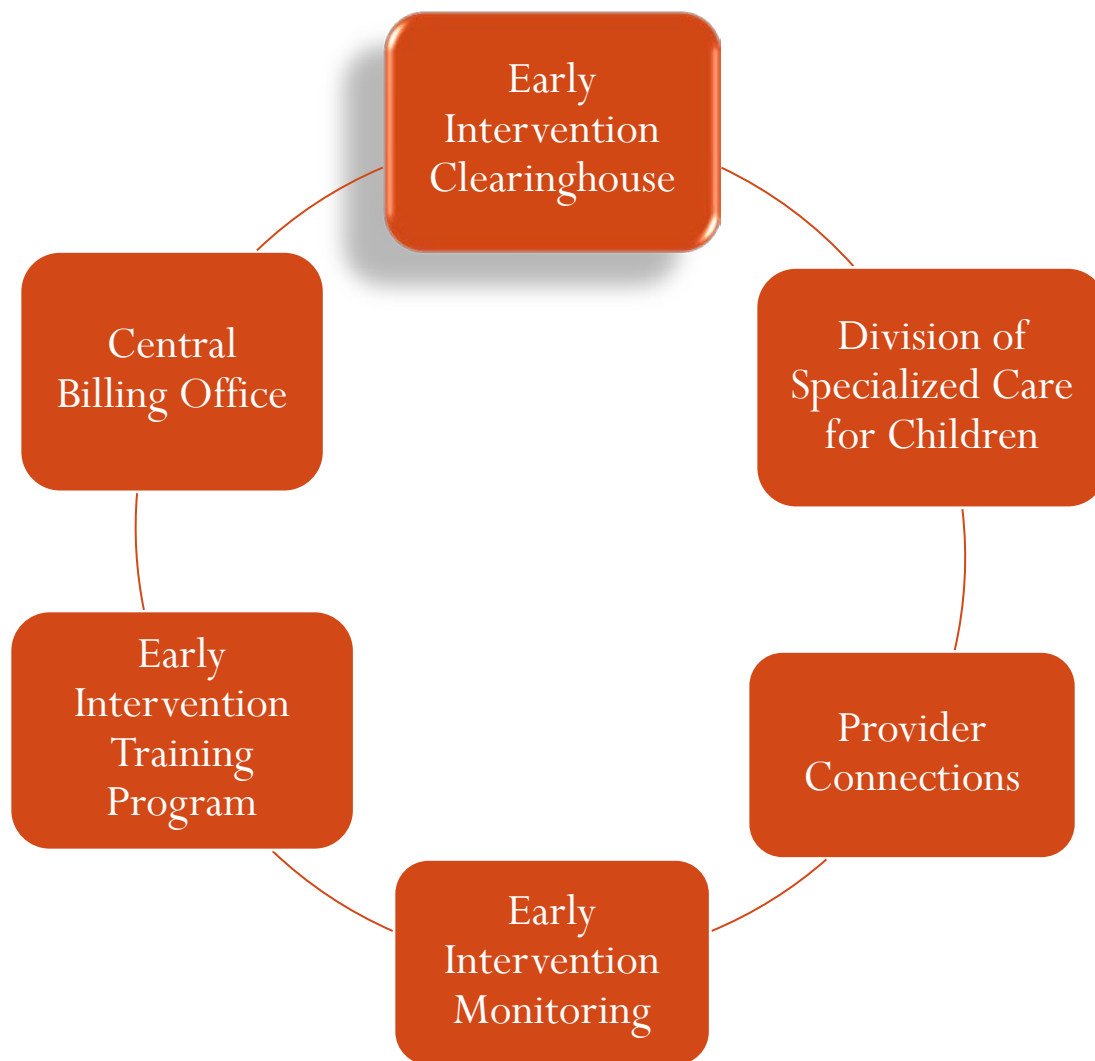 Early
Intervention
Clearinghouse
Division of
Specialized Care
for Children
Provider
Connections
Early
Intervention
Monitoring
Early
Intervention
Training
Program
Central
Billing Office